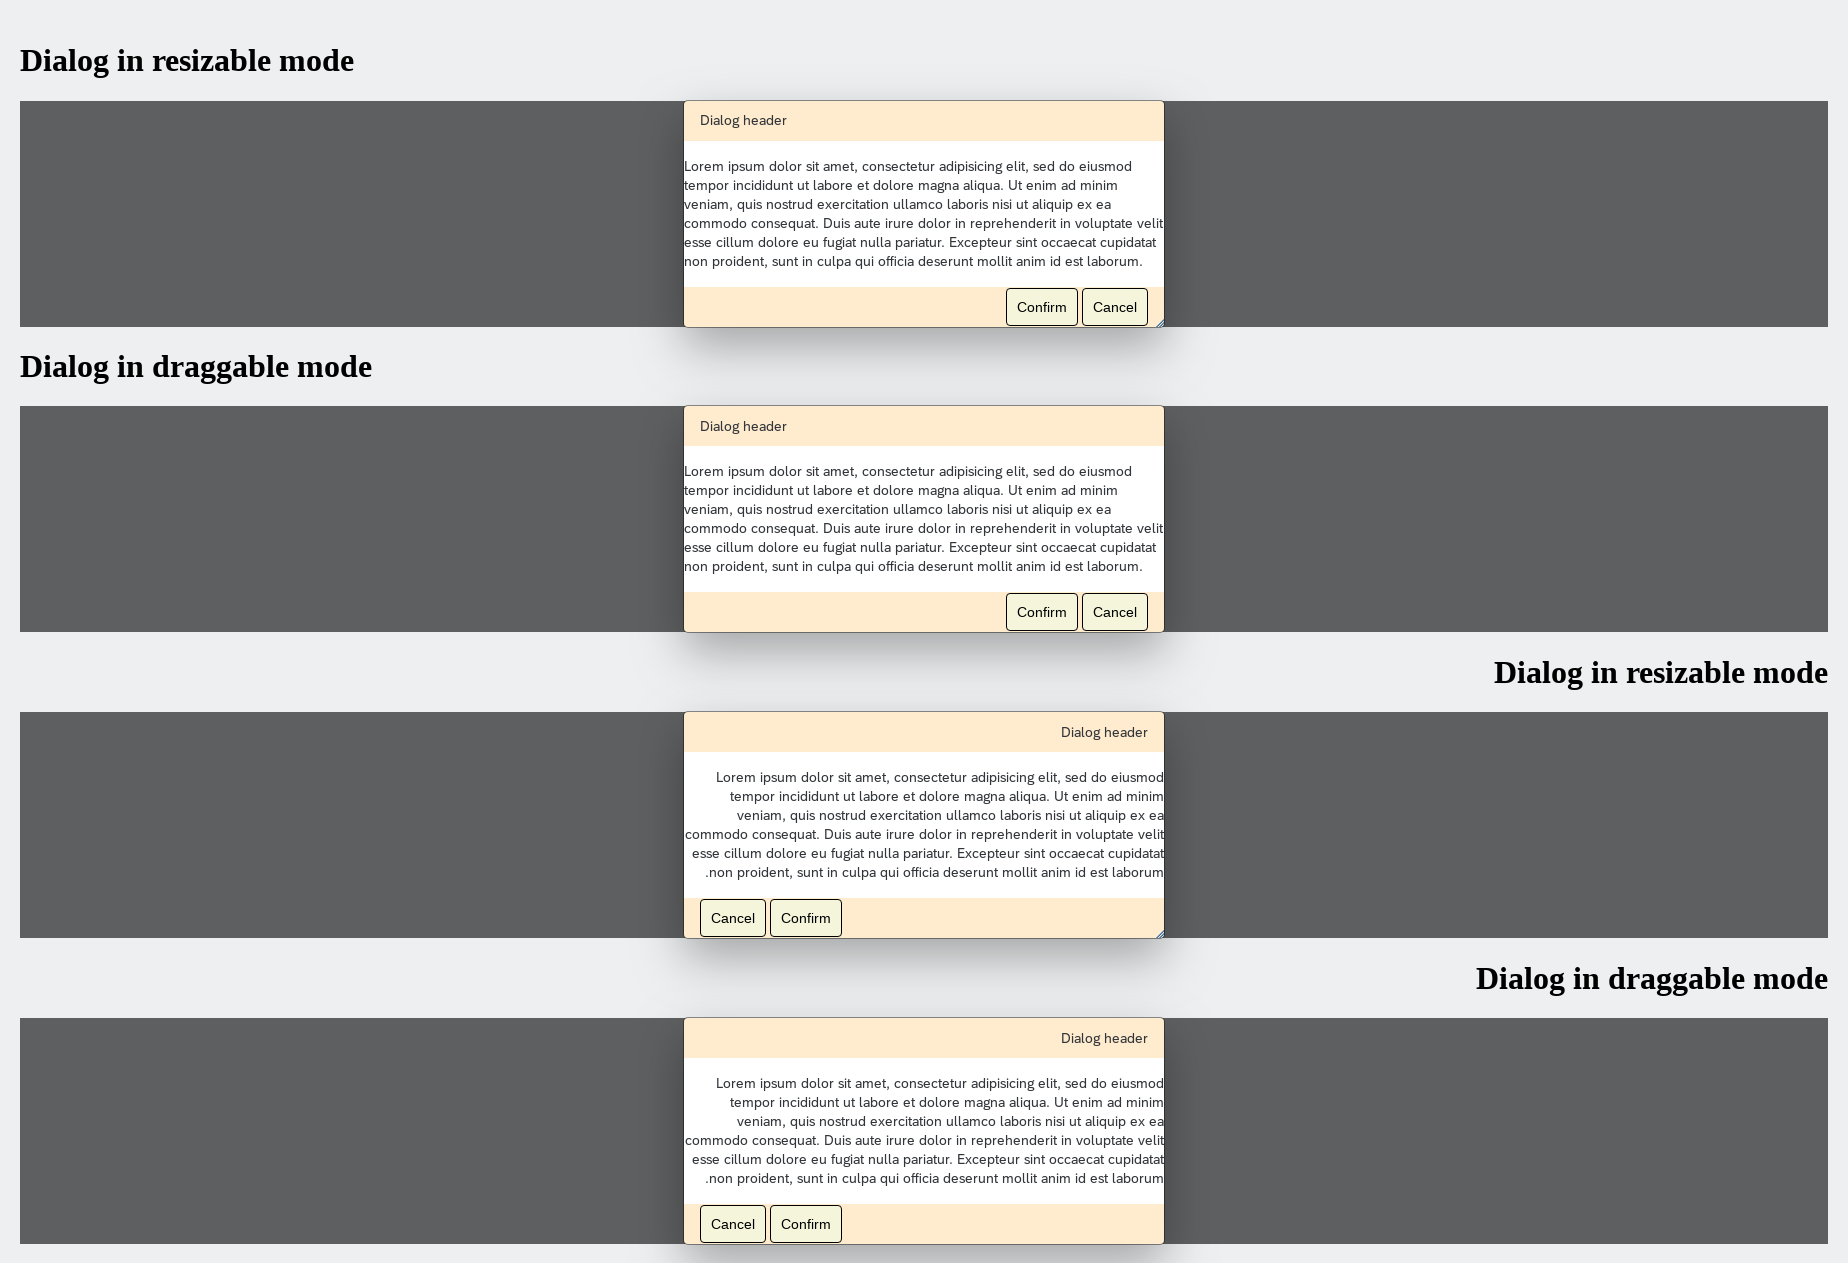 Dialog in resizable mode
Dialog header
Lorem ipsum dolor sit amet, consectetur adipisicing elit, sed do eiusmod
tempor incididunt ut labore et dolore magna aliqua. Ut enim ad minim
veniam, quis nostrud exercitation ullamco laboris nisi ut aliquip ex ea
commodo consequat. Duis aute irure dolor in reprehenderit in voluptate velit
esse cillum dolore eu fugiat nulla pariatur. Excepteur sint occaecat cupidatat
non proident, sunt in culpa qui officia deserunt mollit anim id est laborum.
Confirm Cancel
Dialog in draggable mode
Dialog header
Lorem ipsum dolor sit amet, consectetur adipisicing elit, sed do eiusmod
tempor incididunt ut labore et dolore magna aliqua. Ut enim ad minim
veniam, quis nostrud exercitation ullamco laboris nisi ut aliquip ex ea
commodo consequat. Duis aute irure dolor in reprehenderit in voluptate velit
esse cillum dolore eu fugiat nulla pariatur. Excepteur sint occaecat cupidatat
non proident, sunt in culpa qui officia deserunt mollit anim id est laborum.
Confirm Cancel
Dialog in resizable mode
Dialog header
Lorem ipsum dolor sit amet, consectetur adipisicing elit, sed do eiusmod
tempor incididunt ut labore et dolore magna aliqua. Ut enim ad minim
veniam, quis nostrud exercitation ullamco laboris nisi ut aliquip ex ea
commodo consequat. Duis aute irure dolor in reprehenderit in voluptate velit
esse cillum dolore eu fugiat nulla pariatur. Excepteur sint occaecat cupidatat
.non proident, sunt in culpa qui officia deserunt mollit anim id est laborum
Cancel Confirm
Dialog in draggable mode
Dialog header
Lorem ipsum dolor sit amet, consectetur adipisicing elit, sed do eiusmod
tempor incididunt ut labore et dolore magna aliqua. Ut enim ad minim
veniam, quis nostrud exercitation ullamco laboris nisi ut aliquip ex ea
commodo consequat. Duis aute irure dolor in reprehenderit in voluptate velit
esse cillum dolore eu fugiat nulla pariatur. Excepteur sint occaecat cupidatat
.non proident, sunt in culpa qui officia deserunt mollit anim id est laborum
Cancel Confirm